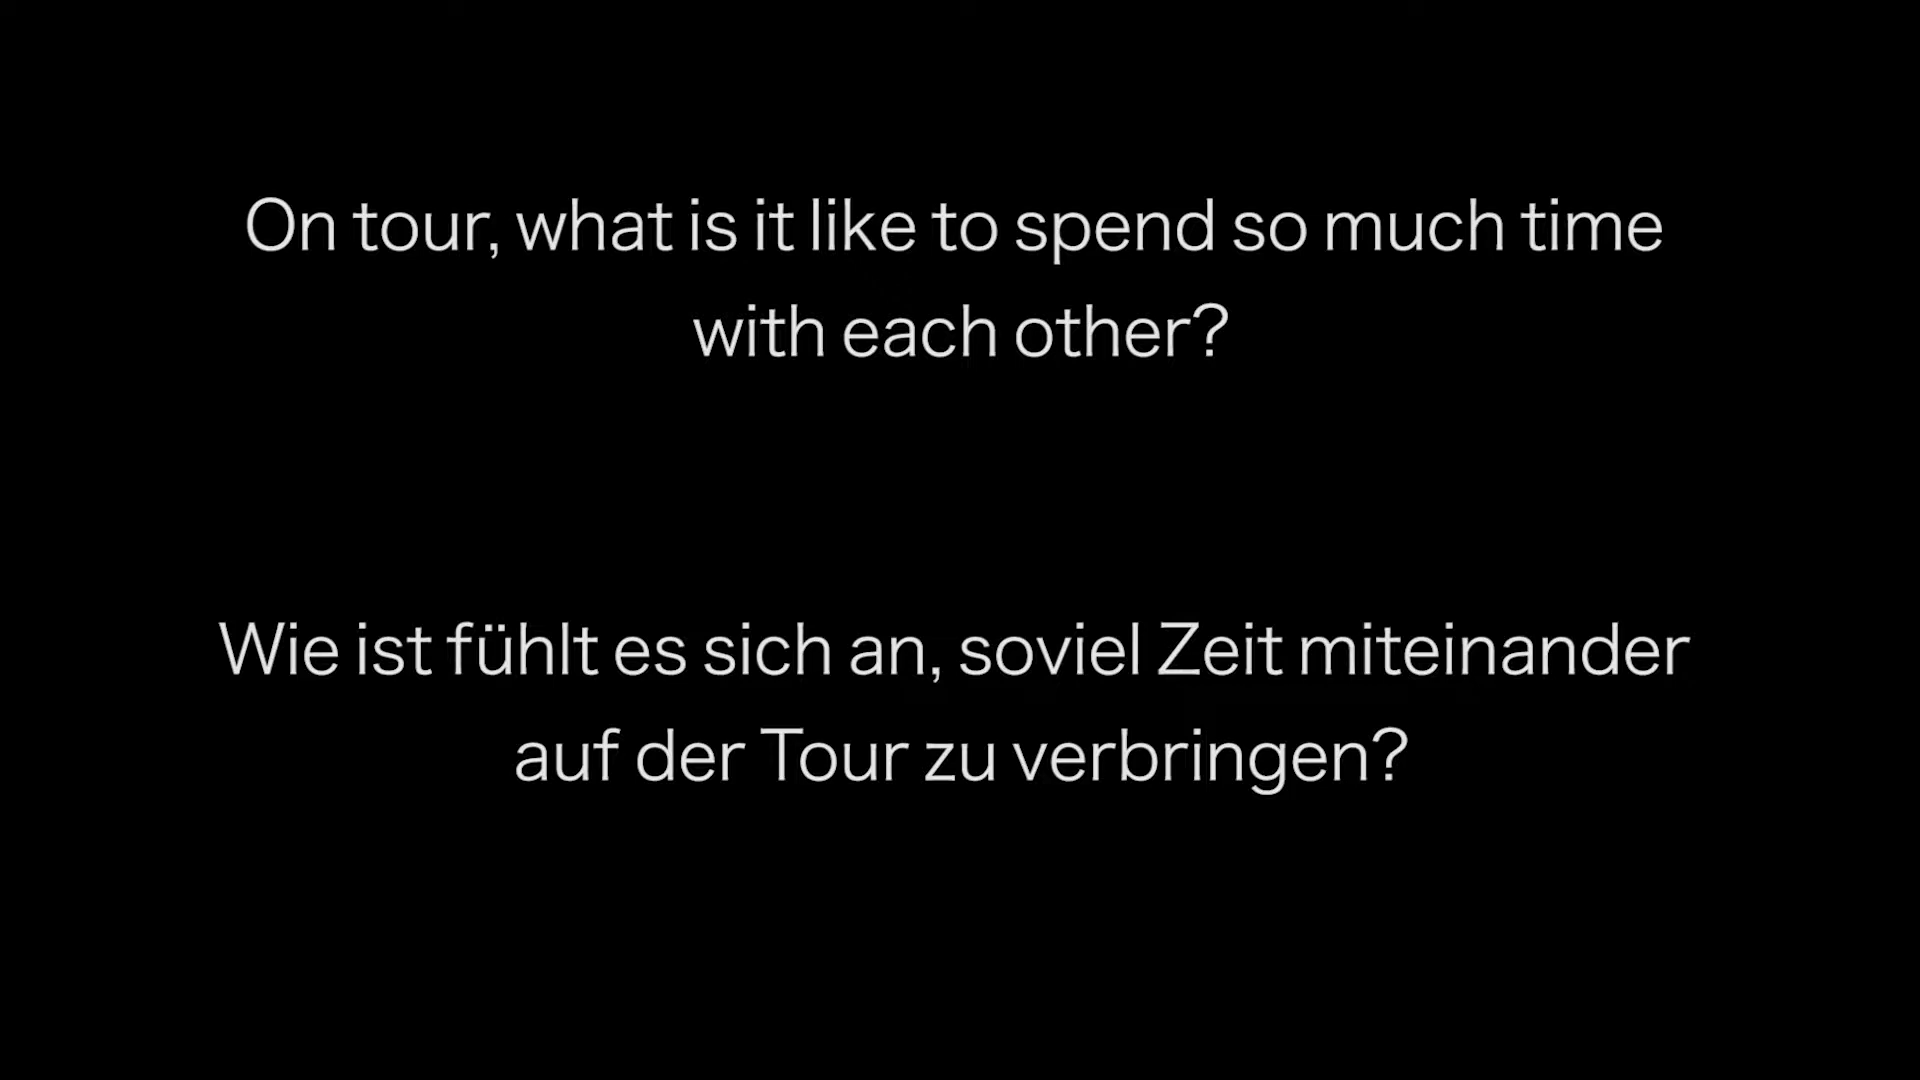 On tour, what is it like to spend so much time
with each other?
Wie ist fühlt es sich an, soviel Zeit miteinander
auf der Tour zu verbringen?